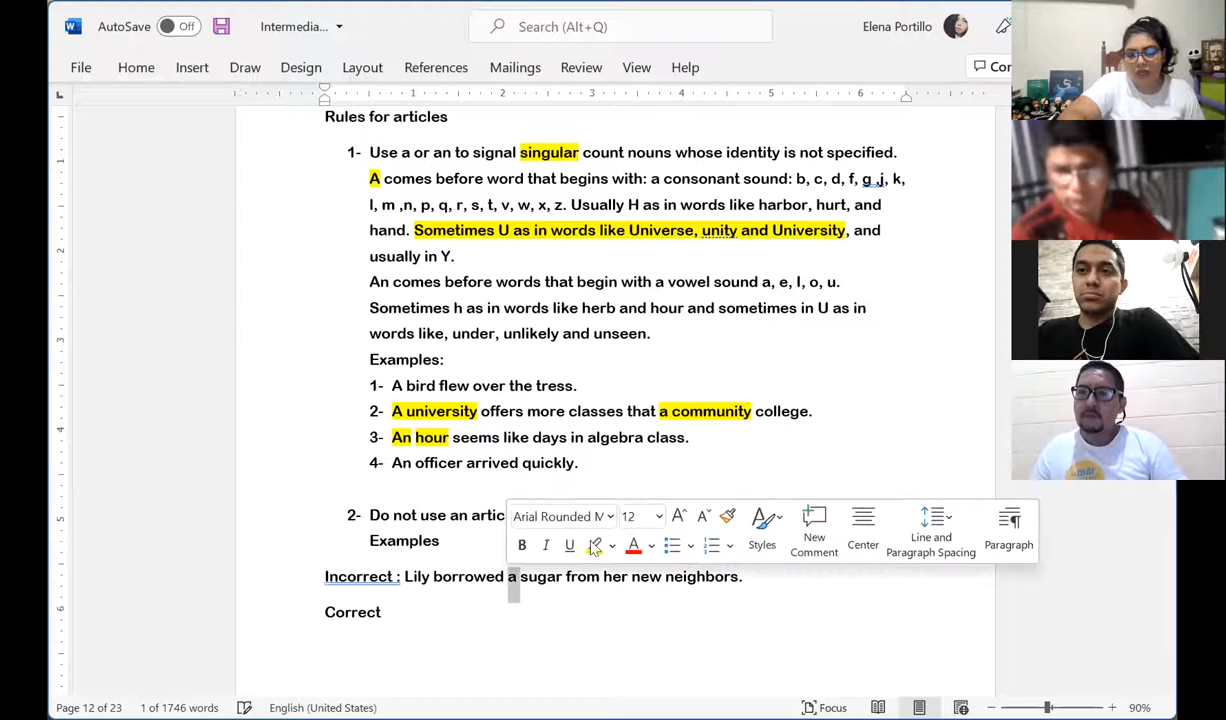 AutoSave Off Intermedia... Search (Alt+Q) Elena Portillo
File Home Insert Draw Design Layout References Mailings Review View Help
1 2 3 4 5 6
Rules for articles
1- Use a or an to signal singular count nouns whose identity is not specified.
A comes before word that begins with: a consonant sound: b, c, d, f, g ,j, k,
l, m ,n, p, q, r, s, t, v, w, x, z. Usually H as in words like harbor, hurt, and
hand. Sometimes U as in words like Universe, unity and University, and
usually in Y.
An comes before words that begin with a vowel sound a, e, I, o, u.
Sometimes h as in words like herb and hour and sometimes in U as in
words like, under, unlikely and unseen.
Examples:
1- A bird flew over the tress.
2- A university offers more classes that a community college.
3- An hour seems like days in algebra class.
4- An officer arrived quickly.
2- Do not use an artic
Examples
Arial Rounded M 12
New Comment Center Line and Paragraph Spacing Paragraph
B I U A Styles
Incorrect : Lily borrowed a sugar from her new neighbors.
Correct
Page 12 of 23 1 of 1746 words English (United States) Focus 90%